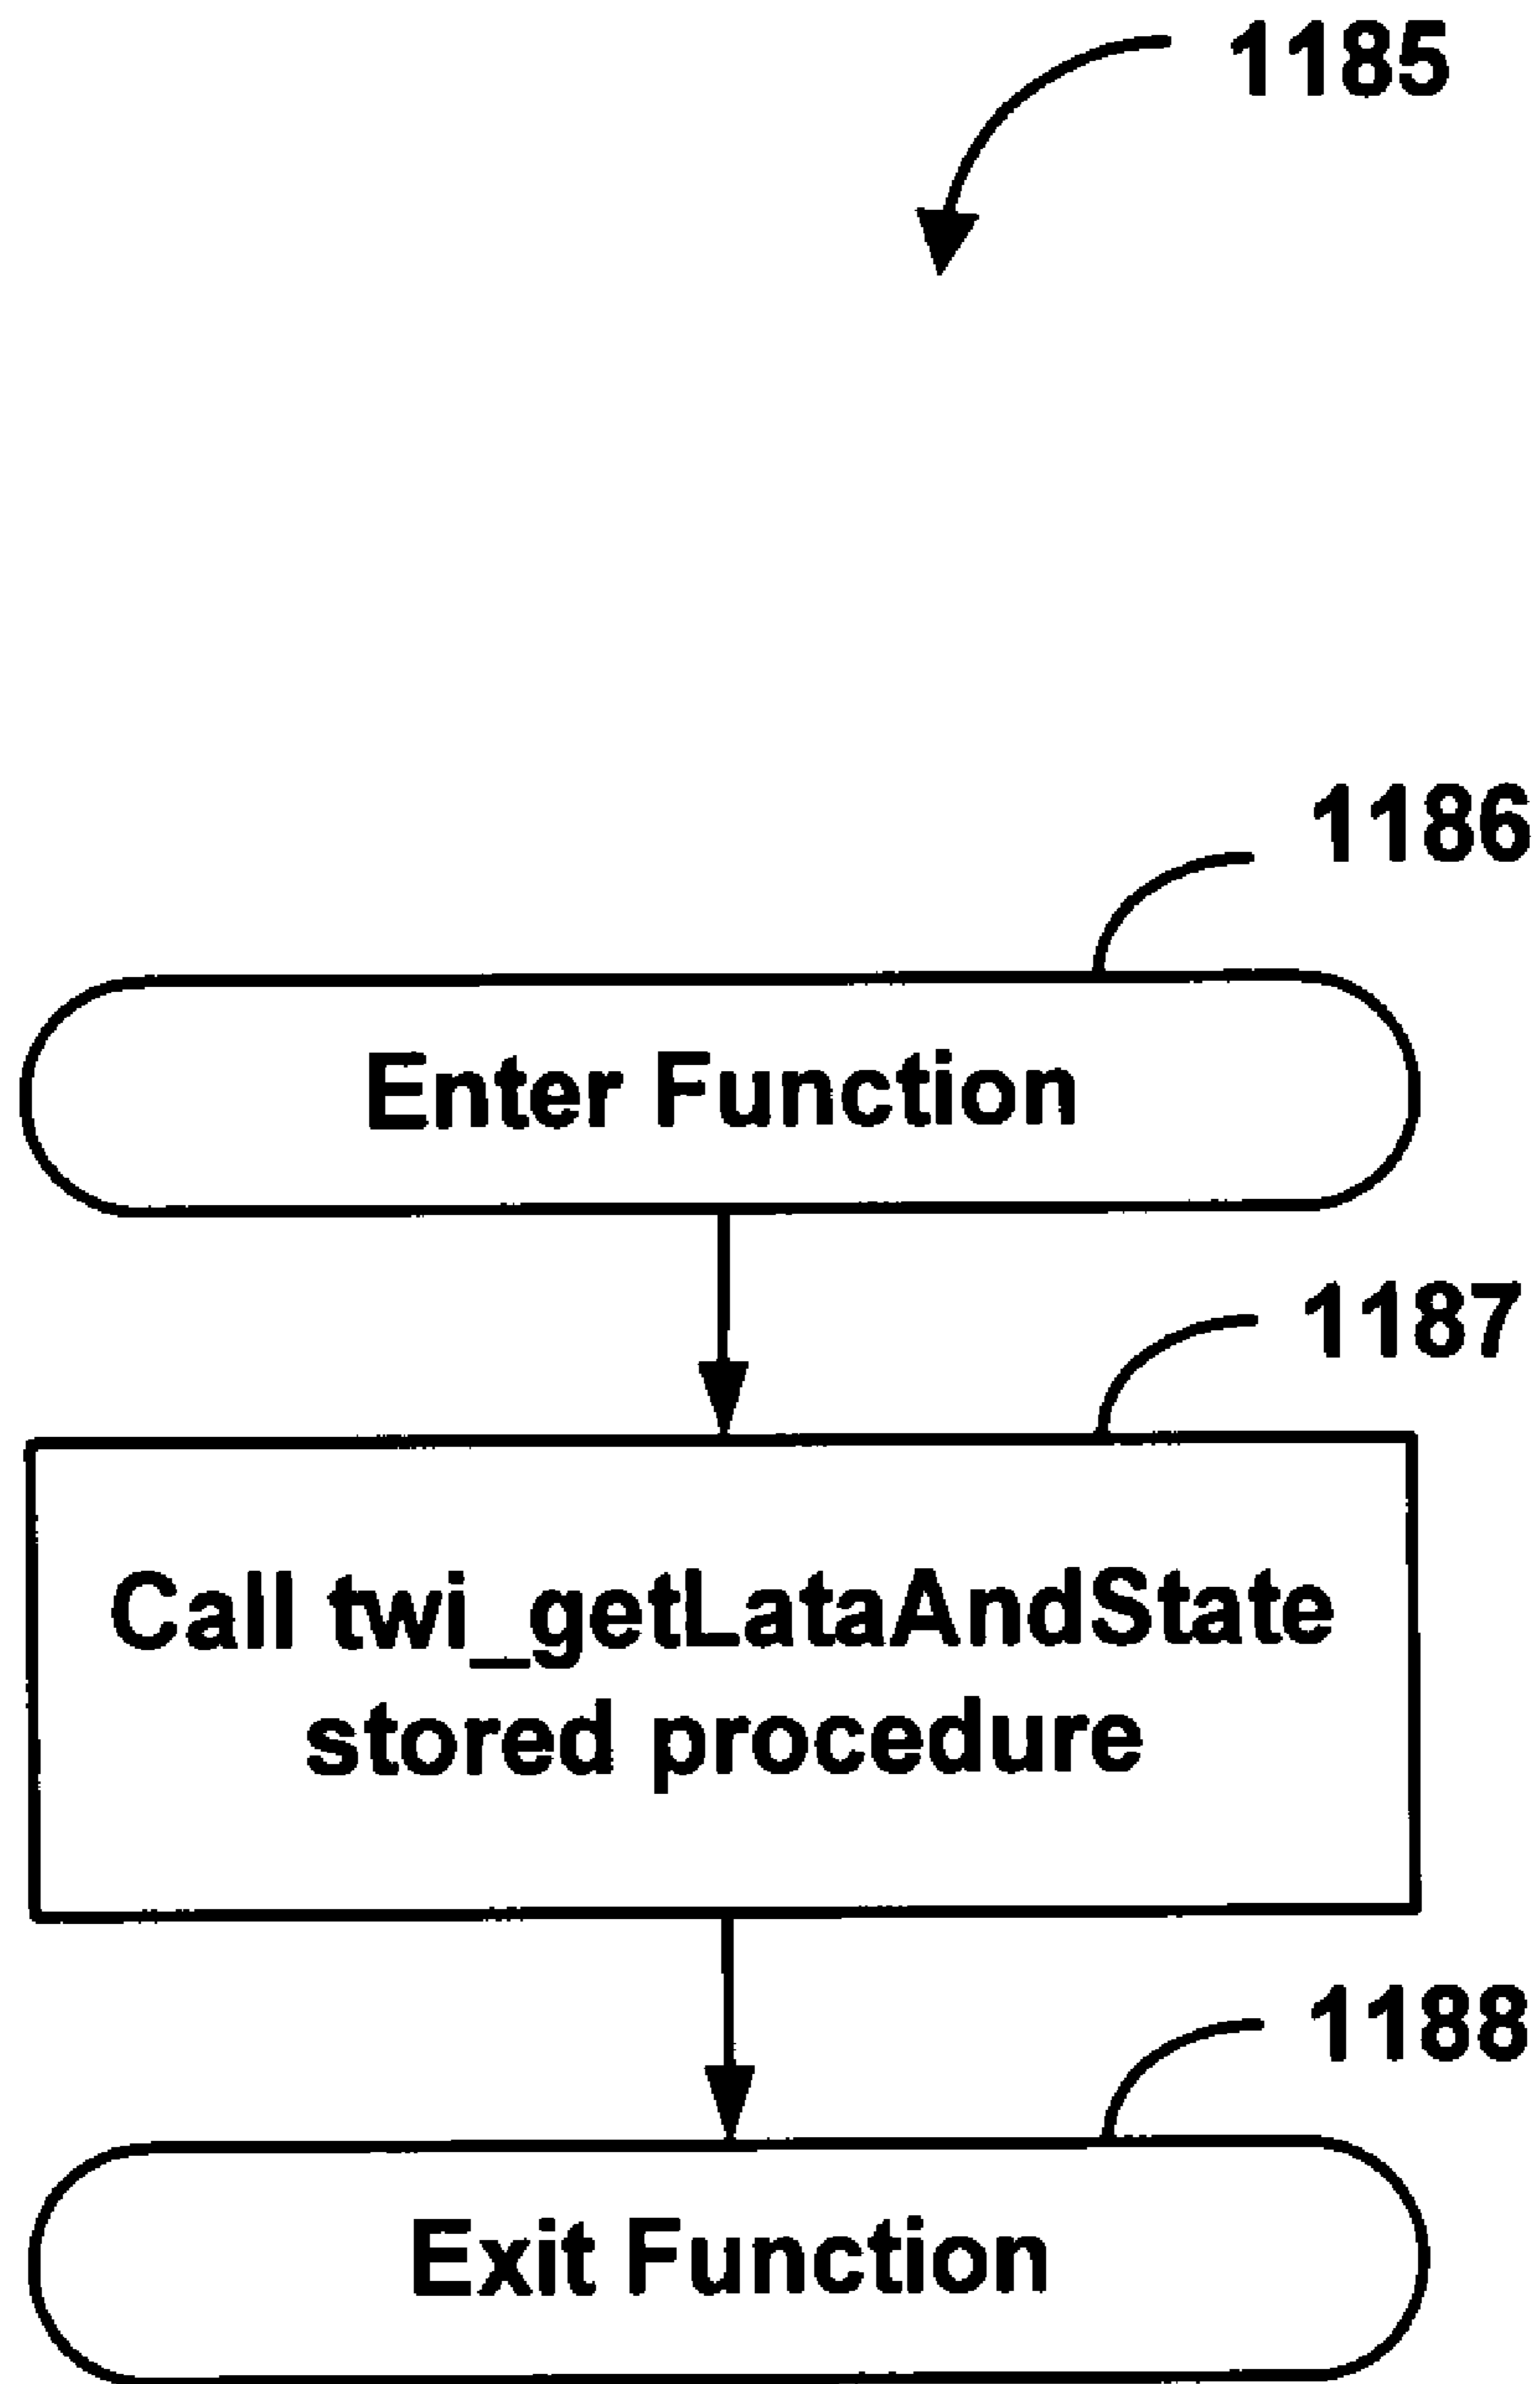 1185
1186
Enter Function
1187
Call twi_getLataAndState
stored procedure
1188
Exit Function